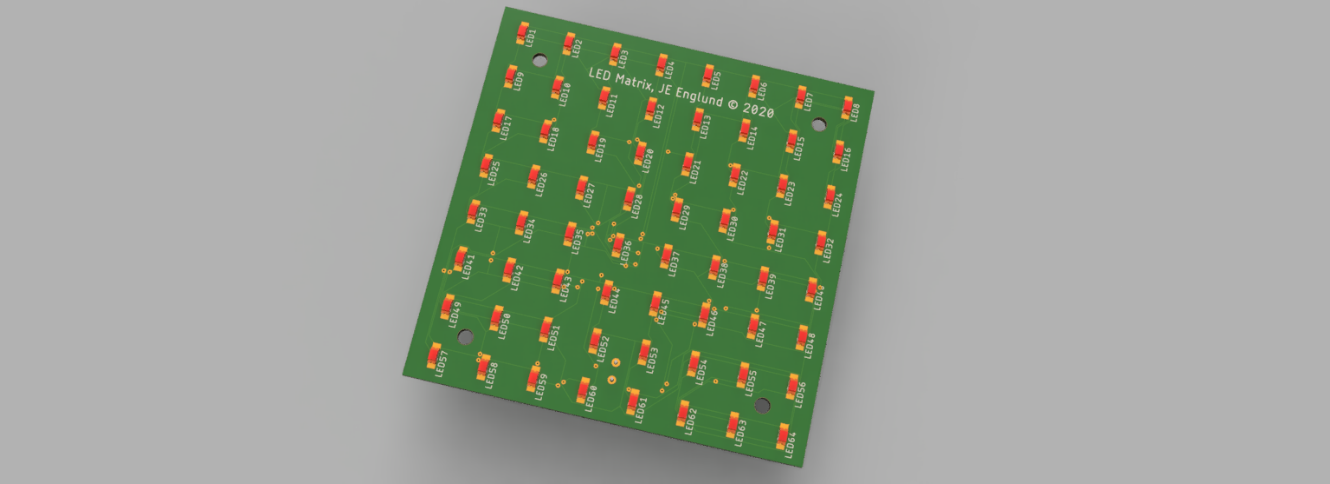 LED1
LED2
LED3
LED4
LED5
LED6
LED7
LED8
LED Matrix, JE Englund © 2020
LED9
LED10
LED11
LED12
LED13
LED14
LED15
LED16
LED17
LED18
LED19
LED20
LED21
LED22
LED23
LED24
LED25
LED26
LED27
LED28
LED29
LED30
LED31
LED32
LED33
LED34
LED35
LED36
LED37
LED38
LED39
LED40
LED41
LED42
LED43
LED44
LED45
LED46
LED47
LED48
LED49
LED50
LED51
LED52
LED53
LED54
LED55
LED56
LED57
LED58
LED59
LED60
LED61
LED62
LED63
LED64